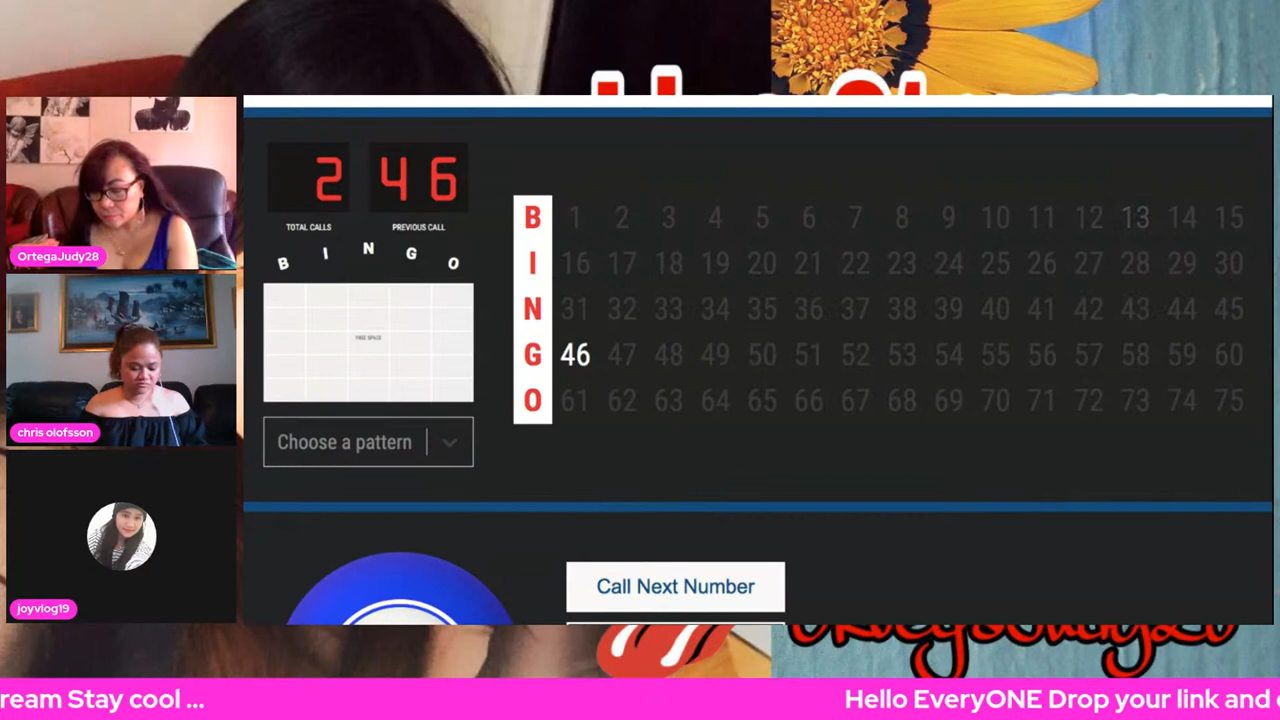 OrtegaJudy28
chris olofsson
joyvlog19
2 46
TOTAL CALLS PREVIOUS CALL
B I N G O
FREE SPACE
Choose a pattern
B 1 2 3 4 5 6 7 8 9 10 11 12 13 14 15
I 16 17 18 19 20 21 22 23 24 25 26 27 28 29 30
N 31 32 33 34 35 36 37 38 39 40 41 42 43 44 45
G 46 47 48 49 50 51 52 53 54 55 56 57 58 59 60
O 61 62 63 64 65 66 67 68 69 70 71 72 73 74 75
Call Next Number
ream Stay cool ...
Hello EveryONE Drop your link and